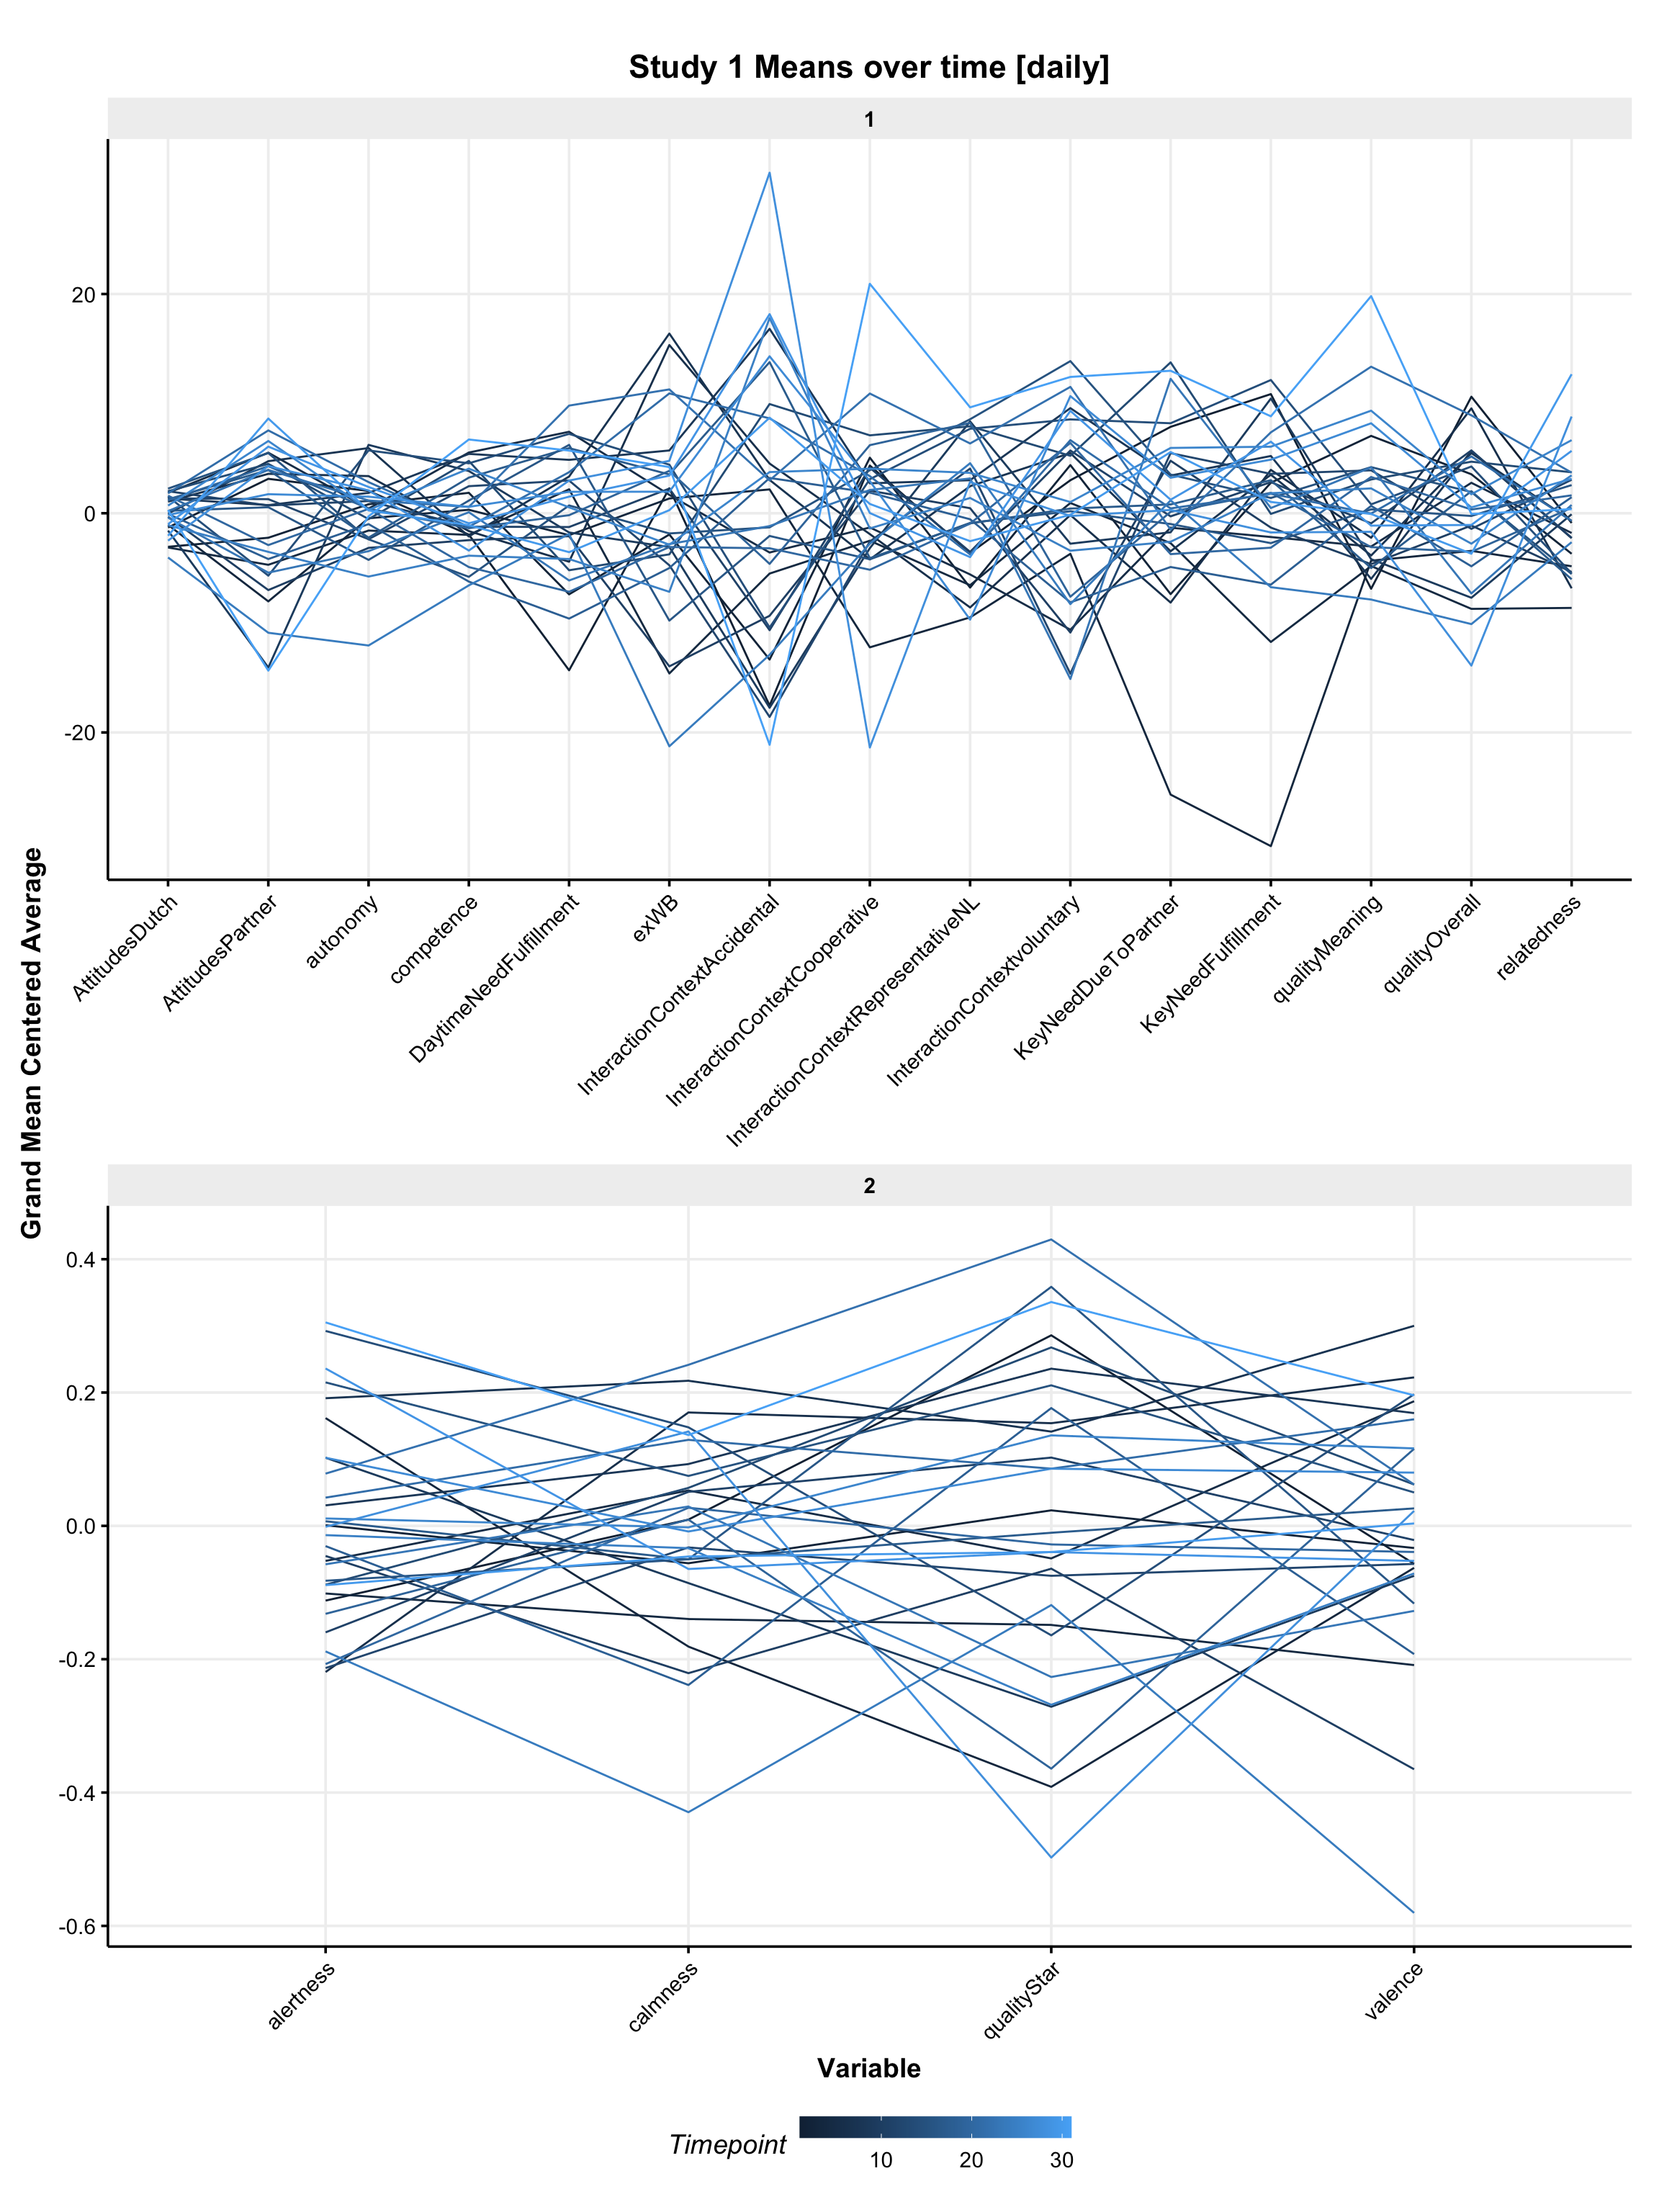 Study 1 Means over time [daily]
1
20
0
-20
AttitudesDutch
AttitudesPartner
autonomy
competence
DaytimeNeedFulfillment
exWB
InteractionContextAccidental
InteractionContextCooperative
InteractionContextRepresentativeNL
InteractionContextvoluntary
KeyNeedDueToPartner
KeyNeedFulfillment
qualityMeaning
qualityOverall
relatedness
Grand Mean Centered Average
2
0.4
0.2
0.0
-0.2
-0.4
-0.6
alertness
calmness
qualityStar
valence
Variable
Timepoint
10 20 30